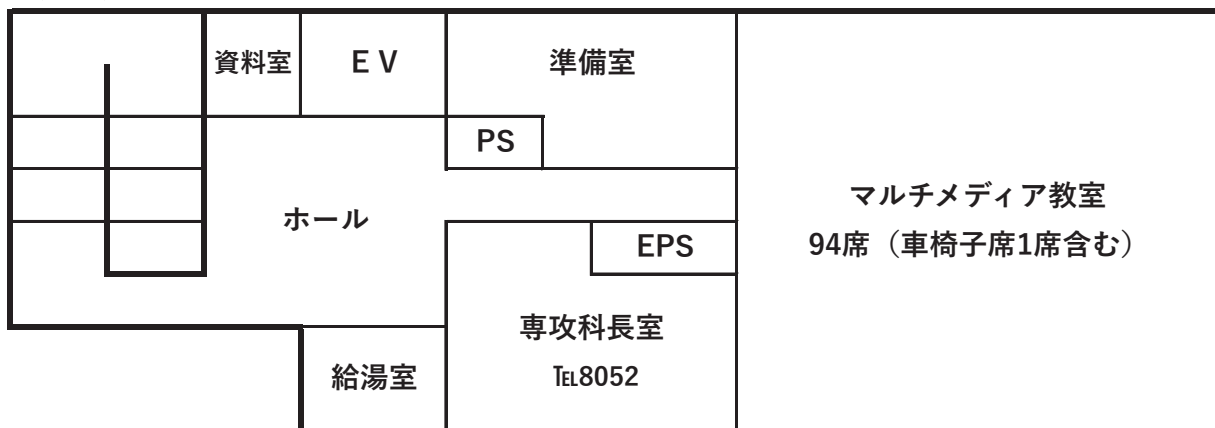 資料室
ＥＶ
準備室
PS
ホール
マルチメディア教室
94席（車椅子席1席含む）
EPS
専攻科長室
℡8052
給湯室